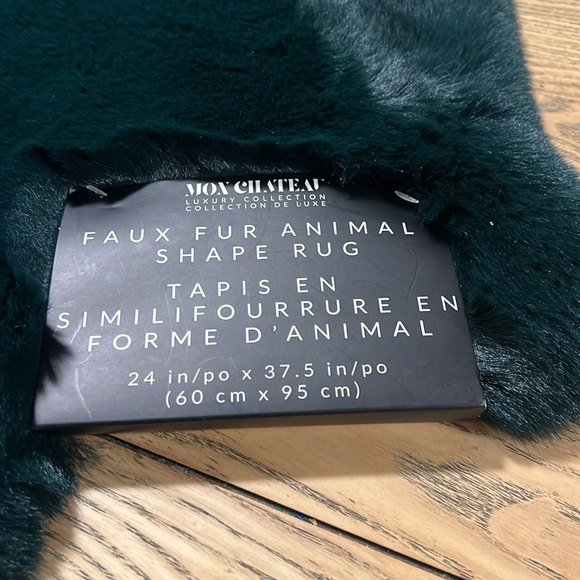 MON CHATEAU
LUXURY COLLECTION
COLLECTION DE LUXE
FAUX FUR ANIMAL
SHAPE RUG
TAPIS EN
SIMILIFOURRURE EN
FORME D'ANIMAL
24 in/po x 37.5 in/po
(60 cm x 95 cm)